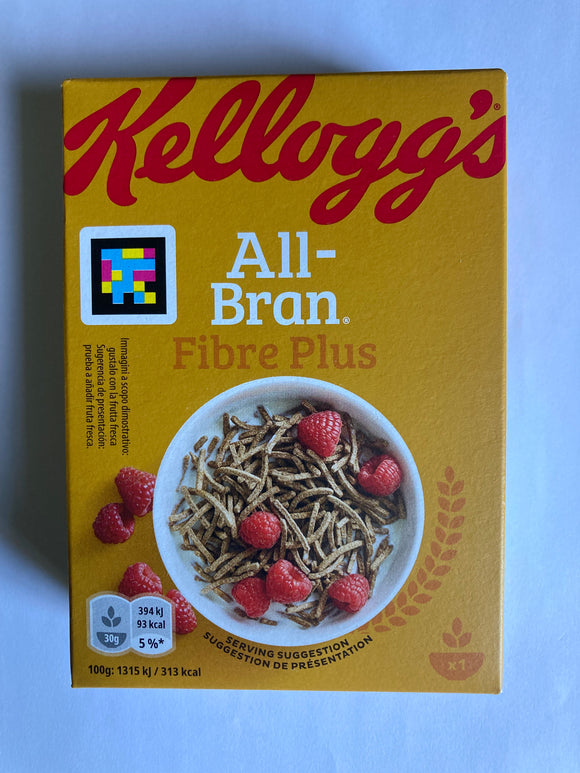 Kellogg's
All-
Bran®
Fibre Plus
Immagini a scopo dimostrativo:
gustalo con la frutta fresca
Sugerencia de presentación:
prueba a añadir fruta fresca.
30g
394 kJ
93 kcal
5%*
100g: 1315 kJ / 313 kcal
SERVING SUGGESTION
SUGGESTION DE PRÉSENTATION
x1